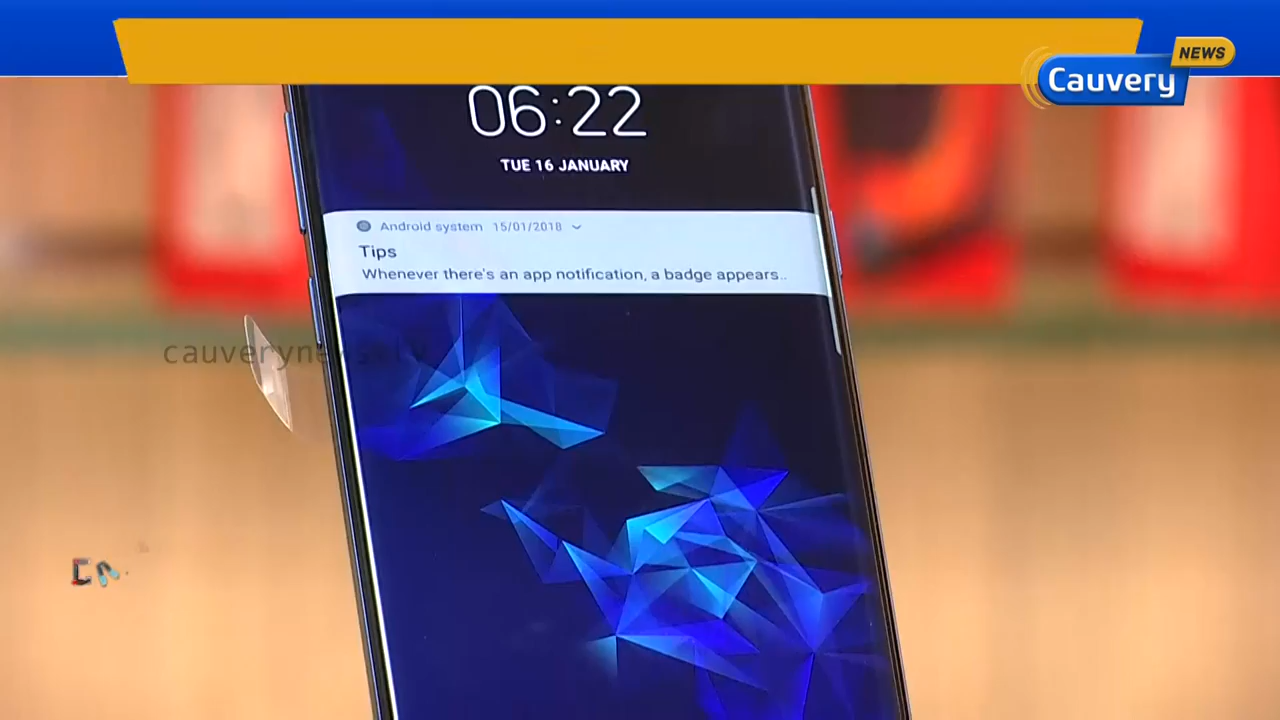 NEWS
Cauvery
06:22
TUE 16 JANUARY
Android system 15/01/2018
Tips
Whenever there's an app notification, a badge appears..